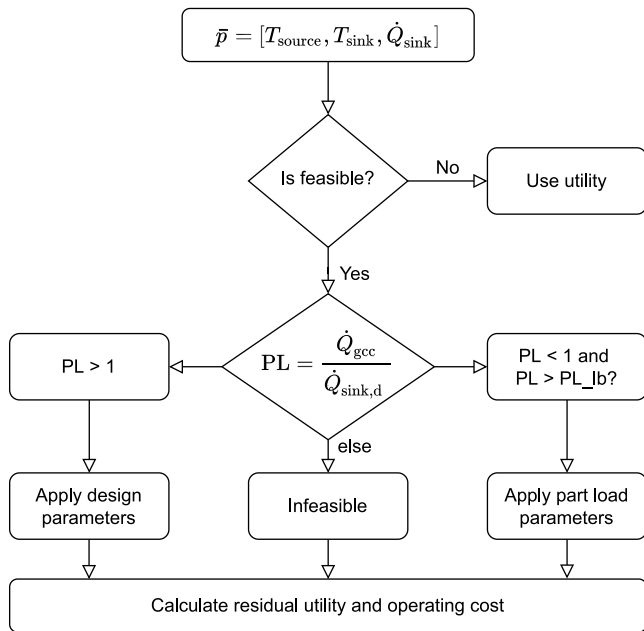 p̄ = [T_source, T_sink, Q̇_sink]
Is feasible?
No
Use utility
Yes
PL > 1
PL = Q̇_gcc / Q̇_sink,d
PL < 1 and
PL > PL_lb?
else
Apply design
parameters
Infeasible
Apply part load
parameters
Calculate residual utility and operating cost